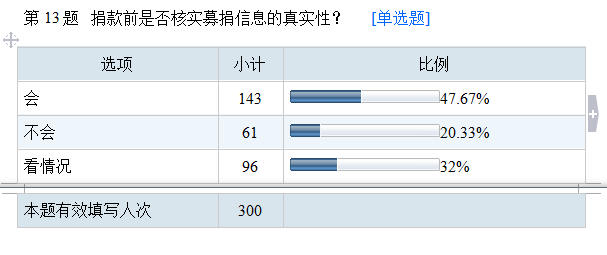 第 13 题 捐款前是否核实募捐信息的真实性? [单选题]
选项 小计 比例
会 143 47.67%
不会 61 20.33%
看情况 96 32%
本题有效填写人次 300